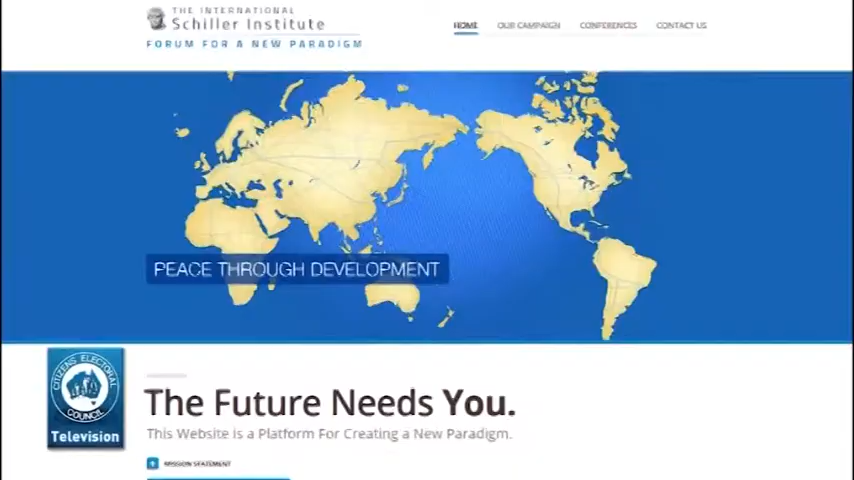 THE INTERNATIONAL
Schiller Institute
FORUM FOR A NEW PARADIGM
HOME OUR CAMPAIGN CONFERENCES CONTACT US
PEACE THROUGH DEVELOPMENT
CITIZENS ELECTORAL
COUNCIL
Television
The Future Needs You.
This Website is a Platform For Creating a New Paradigm.
MISSION STATEMENT